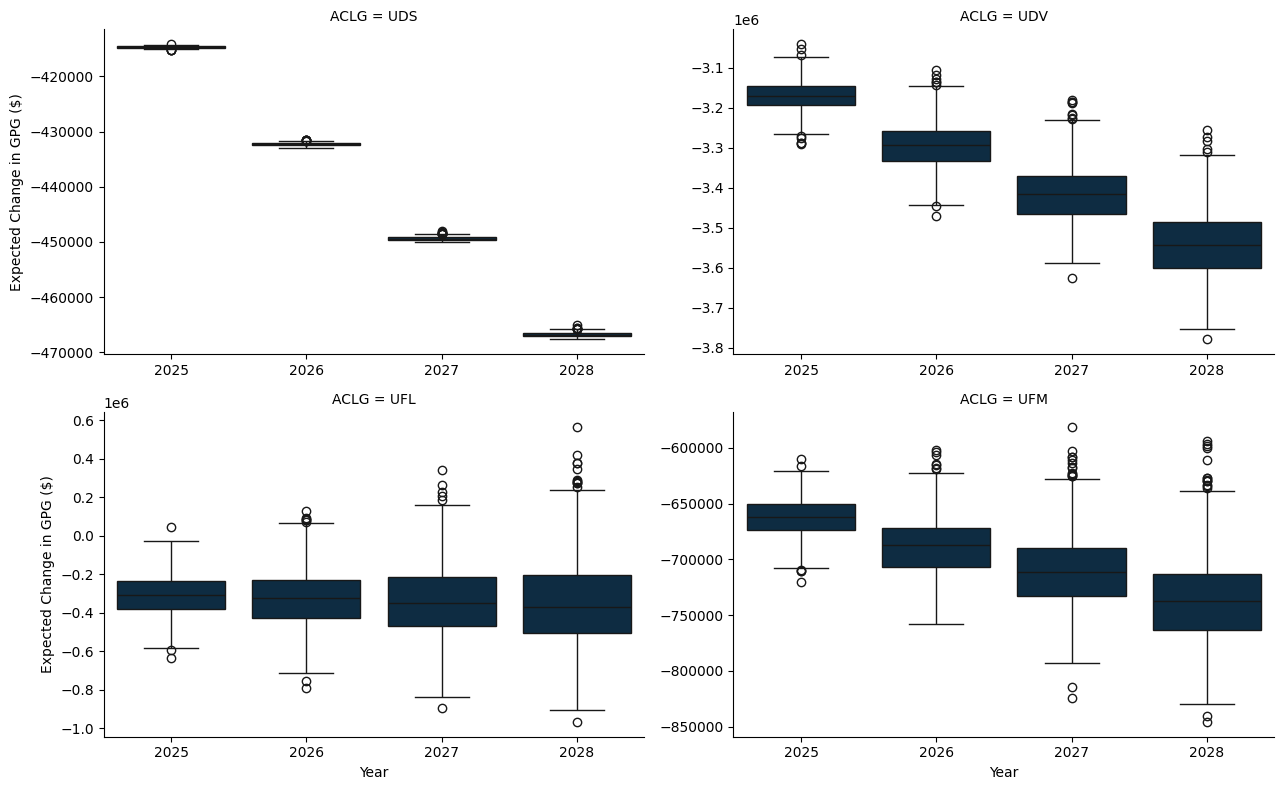 ACLG = UDS
Expected Change in GPG ($)
−420000
−430000
−440000
−450000
−460000
−470000
2025 2026 2027 2028
ACLG = UDV
1e6
−3.1
−3.2
−3.3
−3.4
−3.5
−3.6
−3.7
−3.8
2025 2026 2027 2028
ACLG = UFL
1e6
Expected Change in GPG ($)
0.6
0.4
0.2
0.0
−0.2
−0.4
−0.6
−0.8
−1.0
2025 2026 2027 2028
Year
ACLG = UFM
−600000
−650000
−700000
−750000
−800000
−850000
2025 2026 2027 2028
Year